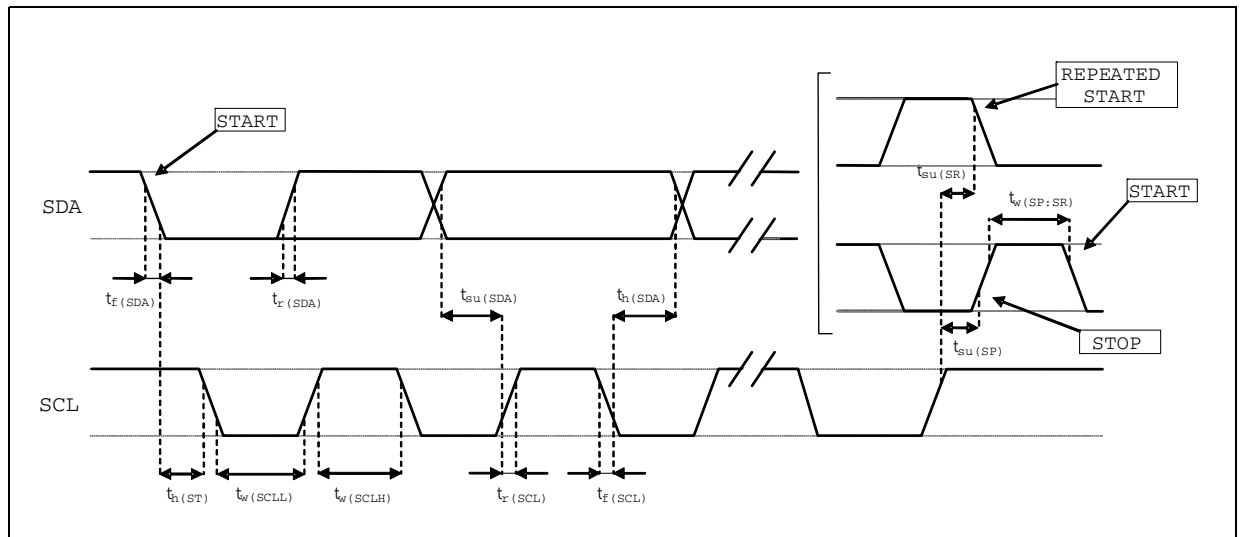 REPEATED
START
START
tsu(SR)
START
tw(SP:SR)
SDA
tf(SDA)
tr(SDA)
tsu(SDA)
th(SDA)
STOP
tsu(SP)
SCL
th(ST)
tw(SCLL)
tw(SCLH)
tr(SCL)
tf(SCL)